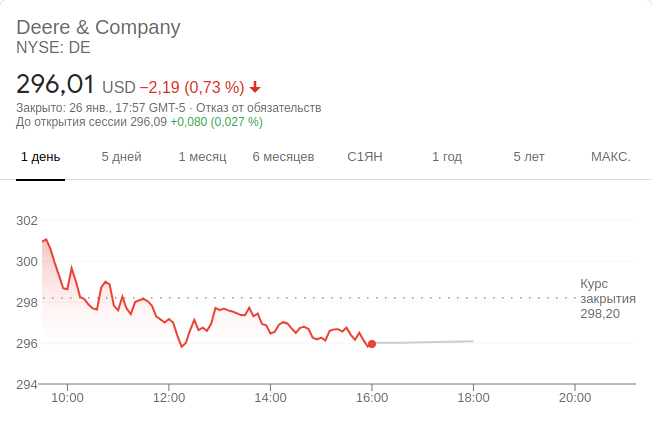 Deere & Company
NYSE: DE
296,01 USD −2,19 (0,73 %)
Закрыто: 26 янв., 17:57 GMT-5 · Отказ от обязательств
До открытия сессии 296,09 +0,080 (0,027 %)
1 день 5 дней 1 месяц 6 месяцев С1ЯН 1 год 5 лет МАКС.
302
300
298
296
294
Курс
закрытия
298,20
10:00 12:00 14:00 16:00 18:00 20:00